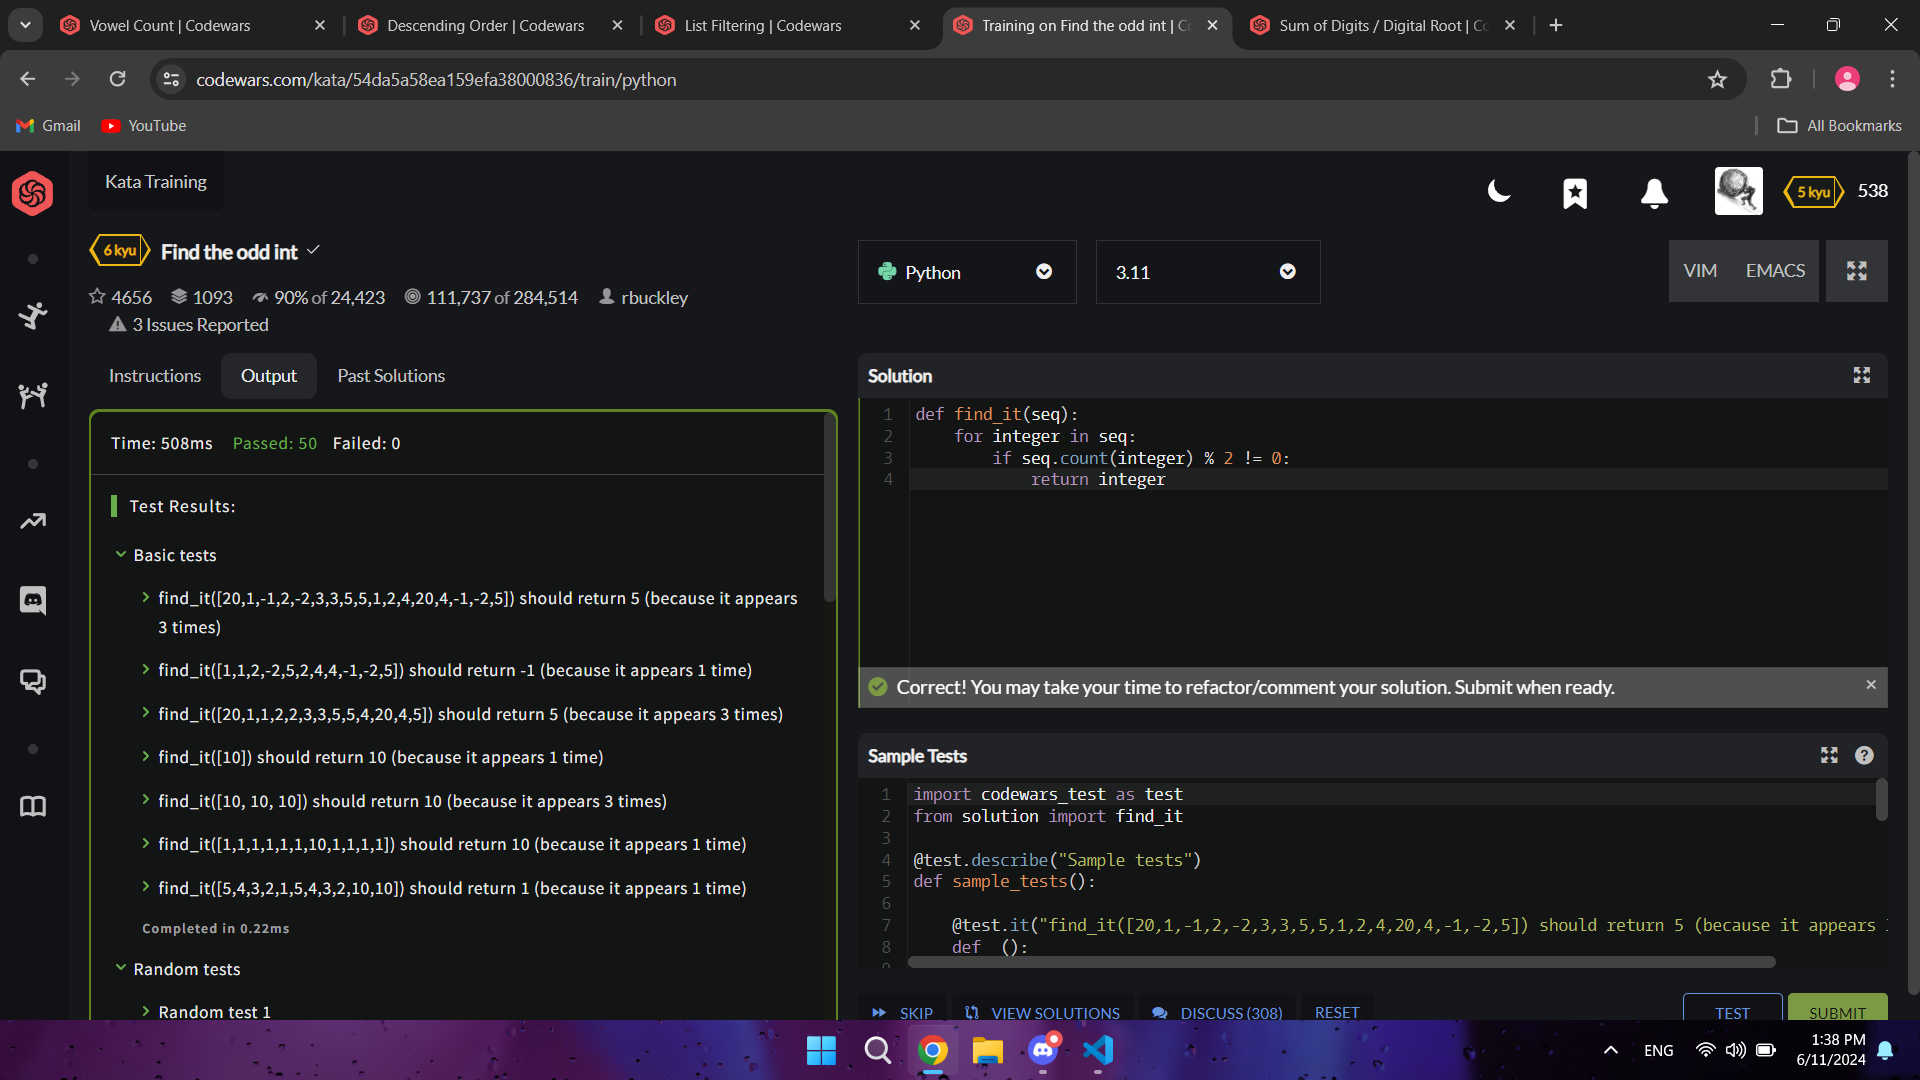 Vowel Count | Codewars
Descending Order | Codewars
List Filtering | Codewars
Training on Find the odd int | C
Sum of Digits / Digital Root | Co
codewars.com/kata/54da5a58ea159efa38000836/train/python
Gmail
YouTube
All Bookmarks
Kata Training
5 kyu
538
6 kyu
Find the odd int
4656
1093
90% of 24,423
111,737 of 284,514
rbuckley
3 Issues Reported
Python
3.11
VIM
EMACS
Instructions
Output
Past Solutions
Time: 508ms Passed: 50 Failed: 0
Test Results:
Basic tests
find_it([20,1,-1,2,-2,3,3,5,5,1,2,4,20,4,-1,-2,5]) should return 5 (because it appears
3 times)
find_it([1,1,2,-2,5,2,4,4,-1,-2,5]) should return -1 (because it appears 1 time)
find_it([20,1,1,2,2,3,3,5,5,4,20,4,5]) should return 5 (because it appears 3 times)
find_it([10]) should return 10 (because it appears 1 time)
find_it([10, 10, 10]) should return 10 (because it appears 3 times)
find_it([1,1,1,1,1,1,10,1,1,1,1]) should return 10 (because it appears 1 time)
find_it([5,4,3,2,1,5,4,3,2,10,10]) should return 1 (because it appears 1 time)
Completed in 0.22ms
Random tests
Random test 1
Solution
1 def find_it(seq):
2 for integer in seq:
3 if seq.count(integer) % 2 != 0:
4 return integer
Correct! You may take your time to refactor/comment your solution. Submit when ready.
Sample Tests
1 import codewars_test as test
2 from solution import find_it
3
4 @test.describe("Sample tests")
5 def sample_tests():
6
7 @test.it("find_it([20,1,-1,2,-2,3,3,5,5,1,2,4,20,4,-1,-2,5]) should return 5 (because it appears
8 def _():
9
SKIP
VIEW SOLUTIONS
DISCUSS (308)
RESET
TEST
SUBMIT
ENG
1:38 PM
6/11/2024